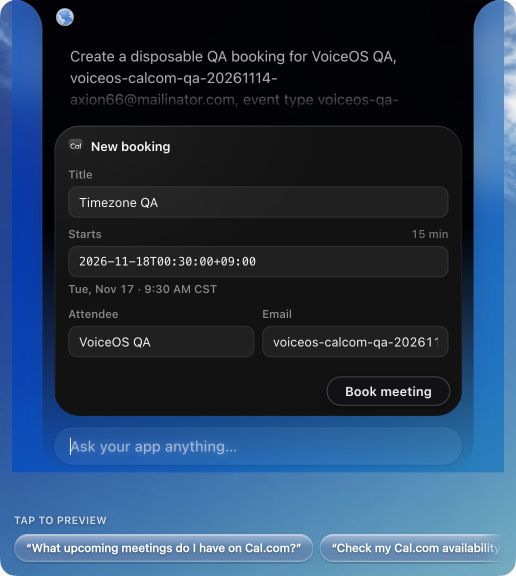 Create a disposable QA booking for VoiceOS QA,
voiceos-calcom-qa-20261114-
axion66@mailinator.com, event type voiceos-qa-
Cal New booking
Title
Timezone QA
Starts 15 min
2026-11-18T00:30:00+09:00
Tue, Nov 17 · 9:30 AM CST
Attendee Email
VoiceOS QA voiceos-calcom-qa-202611
Book meeting
Ask your app anything...
TAP TO PREVIEW
“What upcoming meetings do I have on Cal.com?” “Check my Cal.com availability